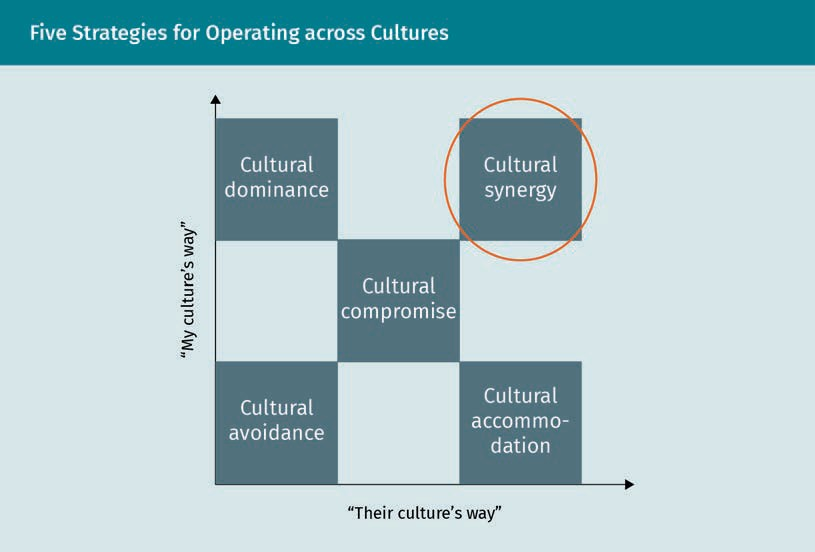 Five Strategies for Operating across Cultures
Cultural
dominance
Cultural
synergy
Cultural
compromise
Cultural
avoidance
Cultural
accommo-
dation
“My culture’s way”
“Their culture’s way”